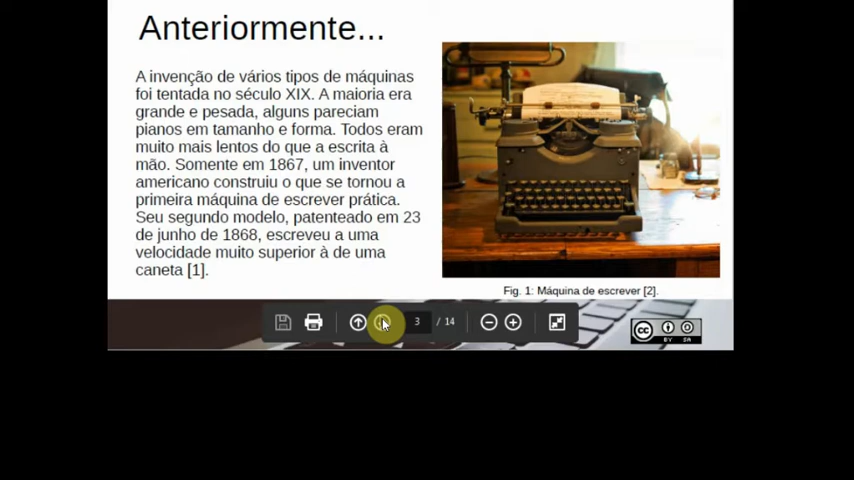 Anteriormente...
A invenção de vários tipos de máquinas
foi tentada no século XIX. A maioria era
grande e pesada, alguns pareciam
pianos em tamanho e forma. Todos eram
muito mais lentos do que a escrita à
mão. Somente em 1867, um inventor
americano construiu o que se tornou a
primeira máquina de escrever prática.
Seu segundo modelo, patenteado em 23
de junho de 1868, escreveu a uma
velocidade muito superior à de uma
caneta [1].
Fig. 1: Máquina de escrever [2].
3 / 14
cc
BY SA